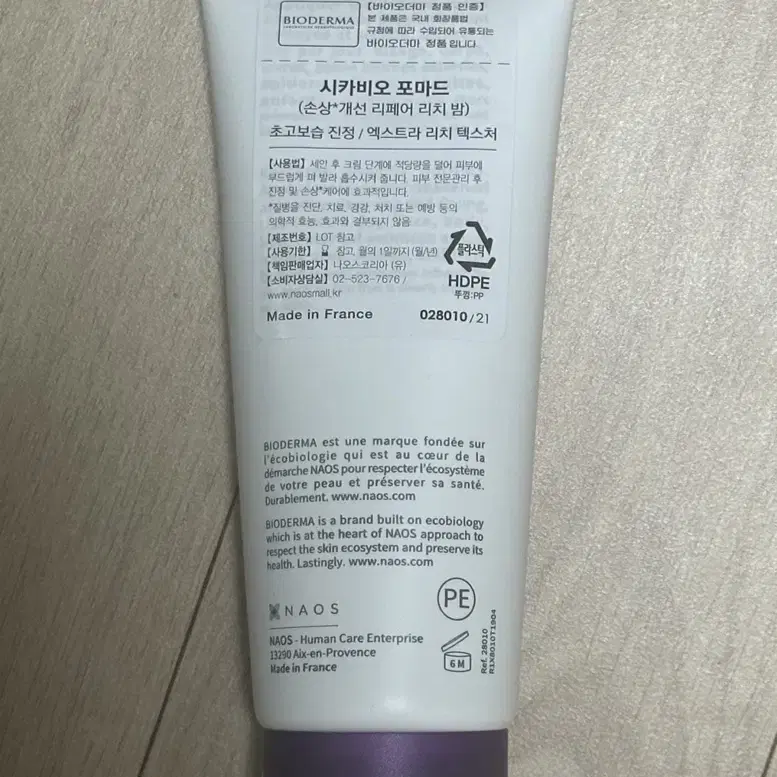 BIODERMA
LABORATOIRE DERMATOLOGIQUE
【바이오더마 정품 인증】
본 제품은 국내 화장품법
규정에 따라 수입되어 유통되는
바이오더마 정품 입니다.
시카비오 포마드
(손상*개선 리페어 리치 밤)
초고보습 진정 / 엑스트라 리치 텍스처
【사용법】 세안 후 크림 단계에 적당량을 덜어 피부에
부드럽게 펴 발라 흡수시켜 줍니다. 피부 전문관리 후
진정 및 손상*케어에 효과적입니다.
*질병을 진단, 치료, 경감, 처치 또는 예방 등의
의학적 효능, 효과와 결부되지 않음
【제조번호】 LOT 참고
【사용기한】 참고, 월의 1일까지 (월/년)
【책임판매업자】 나오스코리아 (유)
【소비자상담실】 02-523-7676 /
www.naosmall.kr
플라스틱
HDPE
뚜껑:PP
Made in France
028010/21
BIODERMA est une marque fondée sur
l'écobiologie qui est au cœur de la
démarche NAOS pour respecter l'écosystème
de votre peau et préserver sa santé.
Durablement. www.naos.com
BIODERMA is a brand built on ecobiology
which is at the heart of NAOS approach to
respect the skin ecosystem and preserve its
health. Lastingly. www.naos.com
NAOS
PE
NAOS - Human Care Enterprise
13290 Aix-en-Provence
Made in France
6 M
Ref. 28010
R1X8010T1904